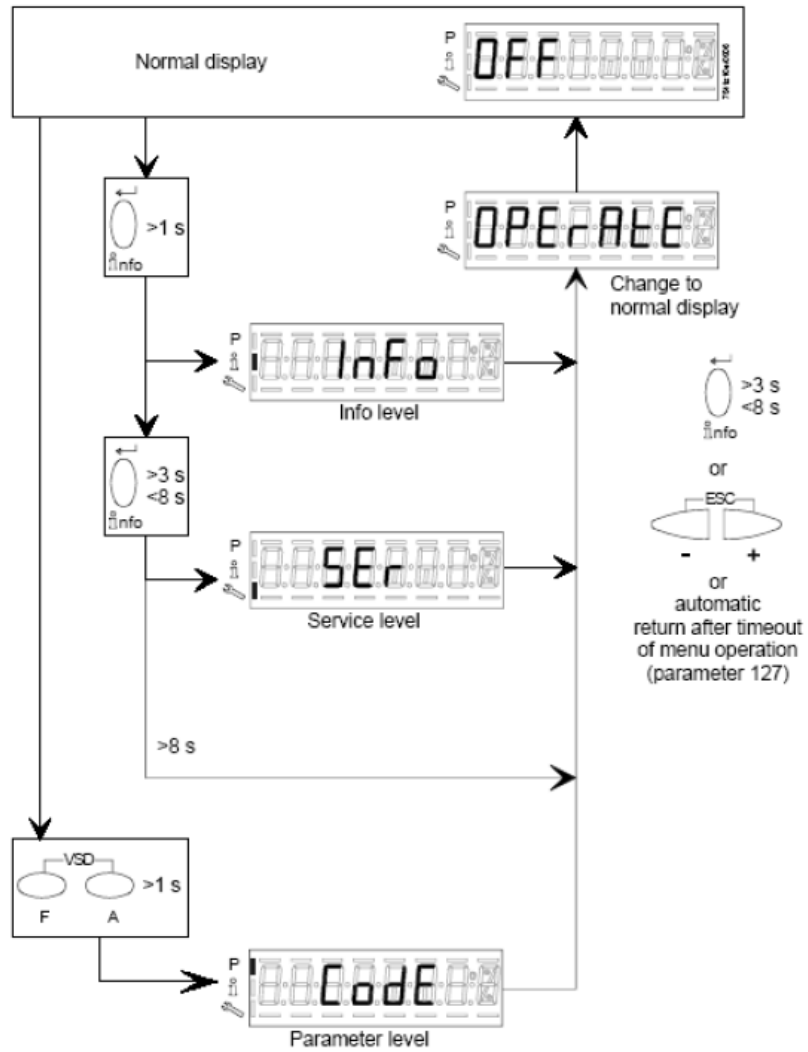 Normal display
P
OFF
i
>1 s
info
P
OPErAtE
i
Change to
normal display
P
InFo
i
Info level
>3 s
<8 s
info
>3 s
<8 s
info
or
ESC
- +
or
automatic
return after timeout
of menu operation
(parameter 127)
P
SEr
i
Service level
>8 s
VSD
>1 s
F A
P
CodE
i
Parameter level